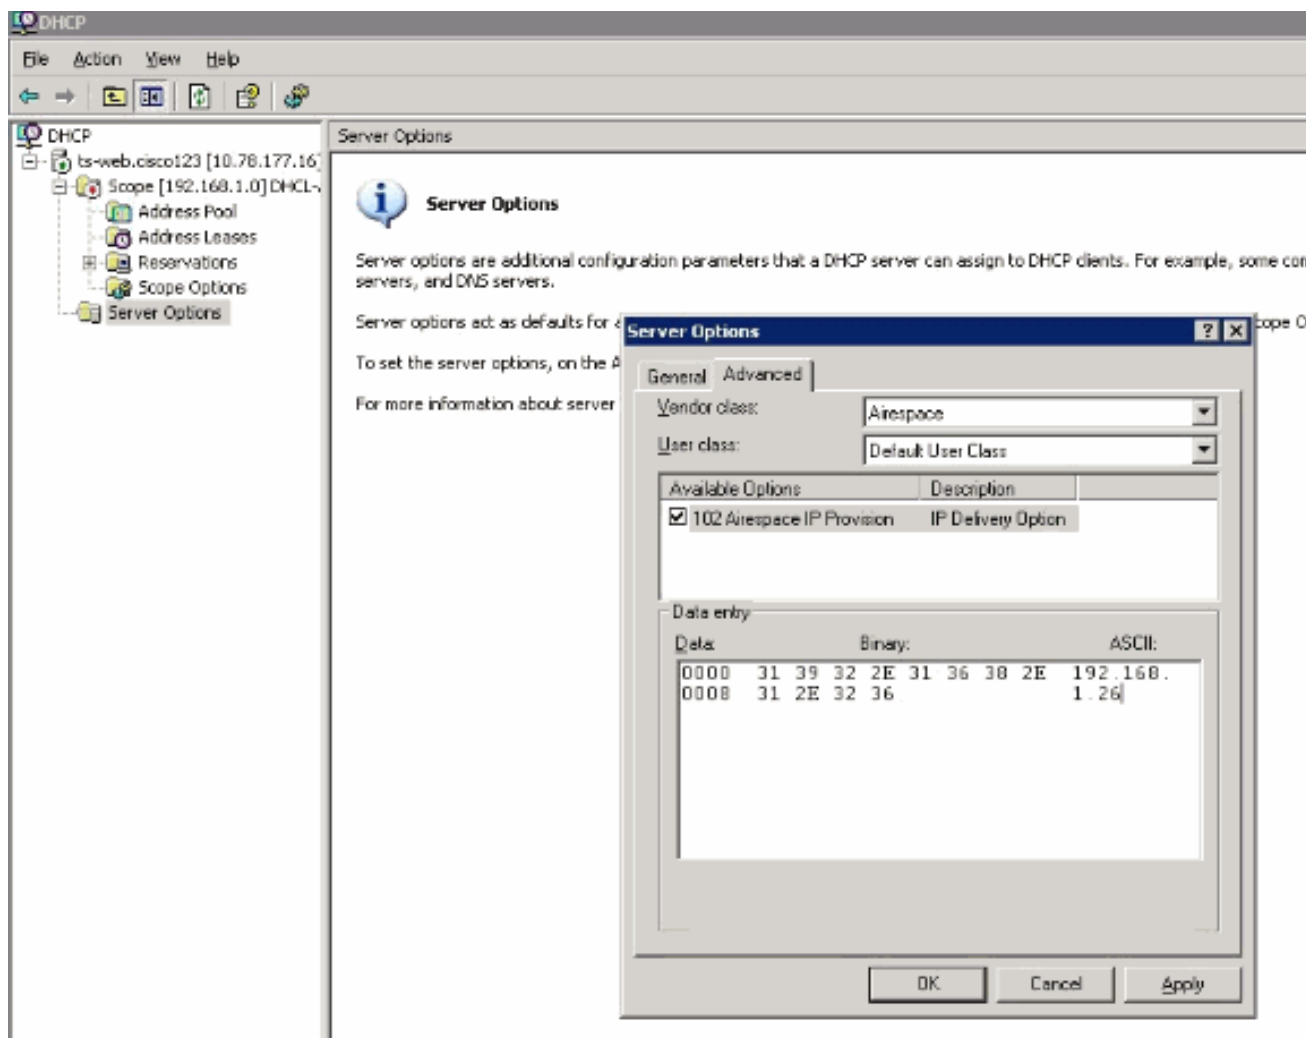 DHCP
File Action View Help
DHCP
ts-web.cisco123 [10.78.177.16]
Scope [192.168.1.0] DHCL-
Address Pool
Address Leases
Reservations
Scope Options
Server Options
Server Options
Server Options
Server options are additional configuration parameters that a DHCP server can assign to DHCP clients. For example, some
servers, and DNS servers.
Server options act as defaults for
To set the server options, on the
For more information about server
Server Options
General Advanced
Vendor class: Airespace
User class: Default User Class
Available Options Description
102 Airespace IP Provision IP Delivery Option
Data entry
Data: Binary: ASCII:
0000 31 39 32 2E 31 36 38 2E 192.168.
0008 31 2E 32 36 1.26
OK Cancel Apply